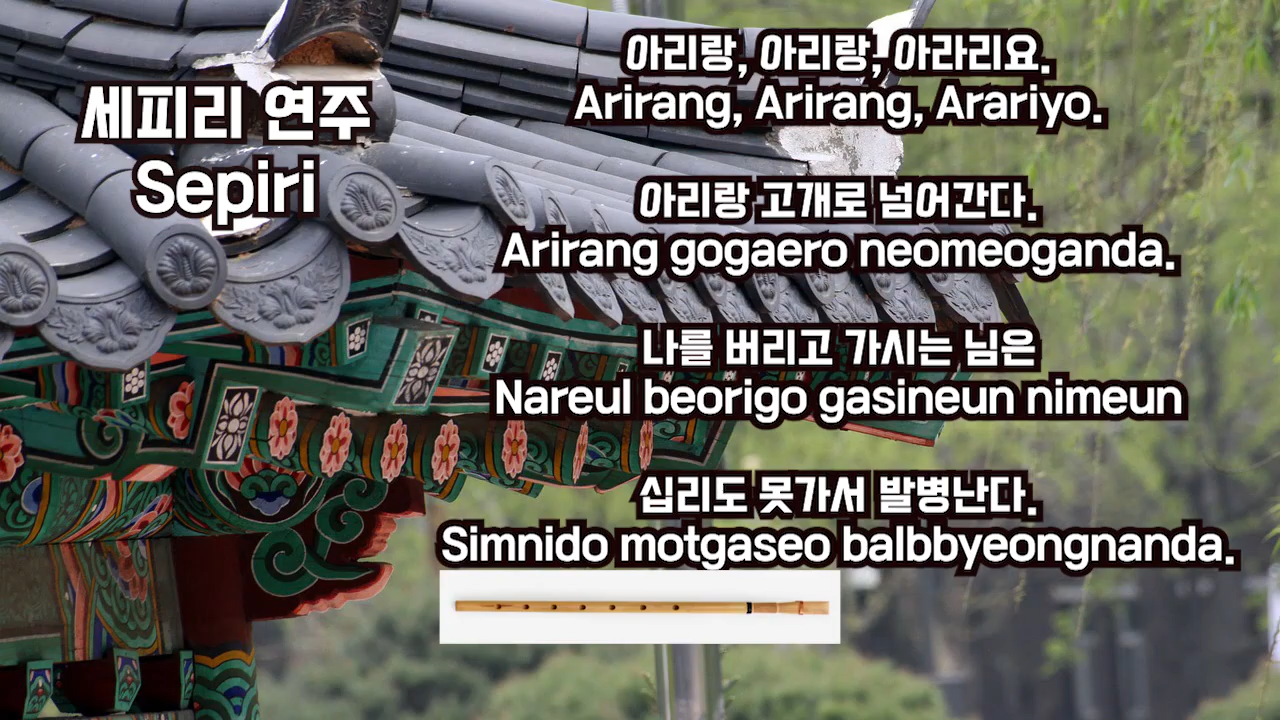 세피리 연주
Sepiri
아리랑, 아리랑, 아라리요.
Arirang, Arirang, Arariyo.
아리랑 고개로 넘어간다.
Arirang gogaero neomeoganda.
나를 버리고 가시는 님은
Nareul beorigo gasineun nimeun
십리도 못가서 발병난다.
Simnido motgaseo balbbyeongnanda.